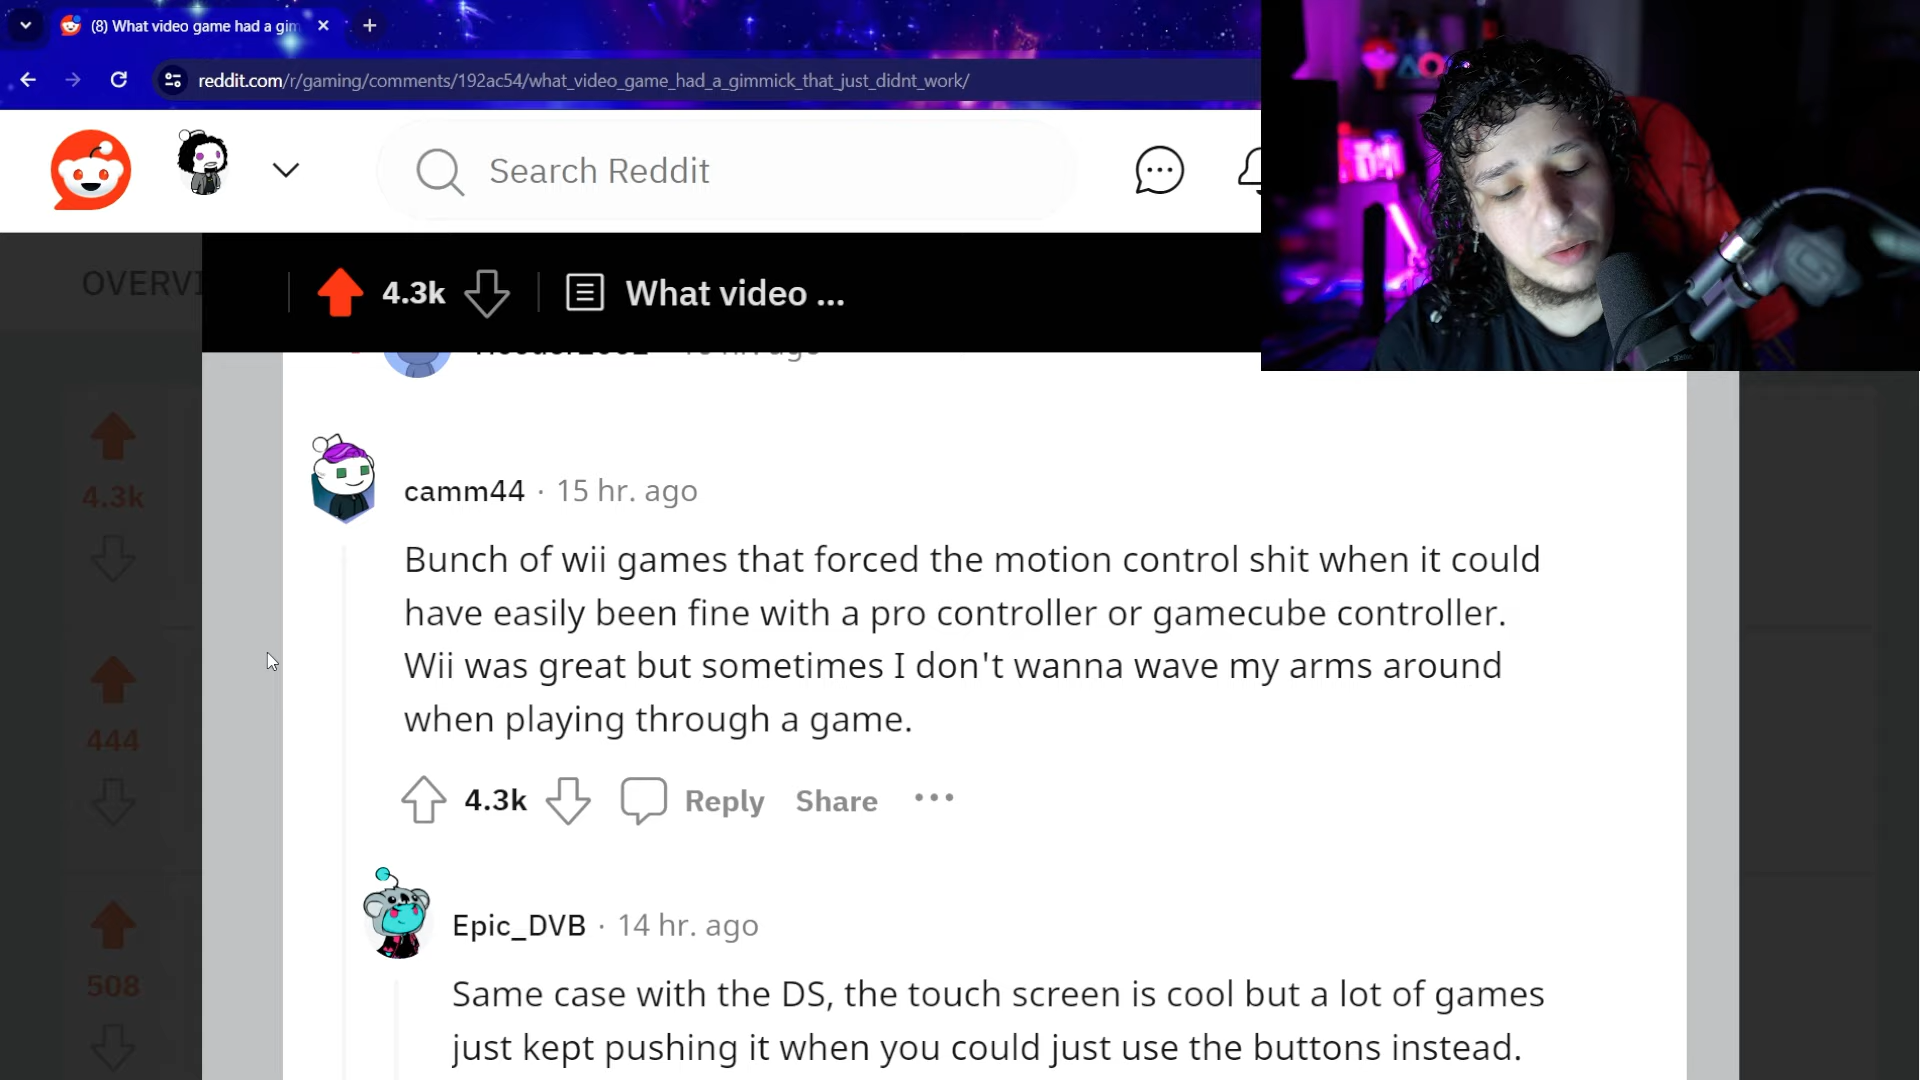 (8) What video game had a gim
reddit.com/r/gaming/comments/192ac54/what_video_game_had_a_gimmick_that_just_didnt_work/
Search Reddit
OVERVI
4.3k
What video ...
camm44 · 15 hr. ago
Bunch of wii games that forced the motion control shit when it could
have easily been fine with a pro controller or gamecube controller.
Wii was great but sometimes I don't wanna wave my arms around
when playing through a game.
4.3k Reply Share
Epic_DVB · 14 hr. ago
Same case with the DS, the touch screen is cool but a lot of games
just kept pushing it when you could just use the buttons instead.
4.3k
444
508